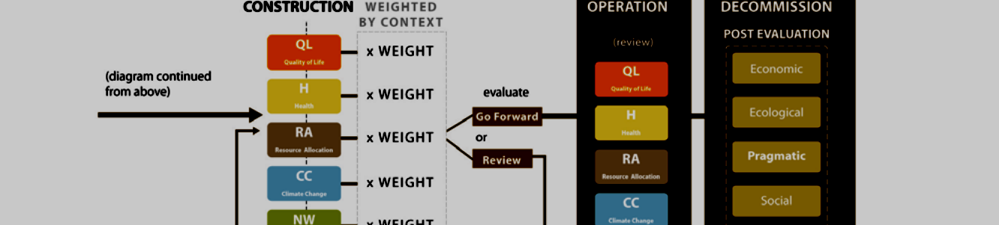 CONSTRUCTION
WEIGHTED
BY CONTEXT
OPERATION
DECOMMISSION
POST EVALUATION
(review)
QL
Quality of Life
x WEIGHT
QL
Quality of Life
Economic
(diagram continued
from above)
H
Health
x WEIGHT
evaluate
Go Forward
or
Review
H
Health
Ecological
RA
Resource Allocation
x WEIGHT
RA
Resource Allocation
Pragmatic
CC
Climate Change
x WEIGHT
CC
Climate Change
Social
NW
x WEIGHT